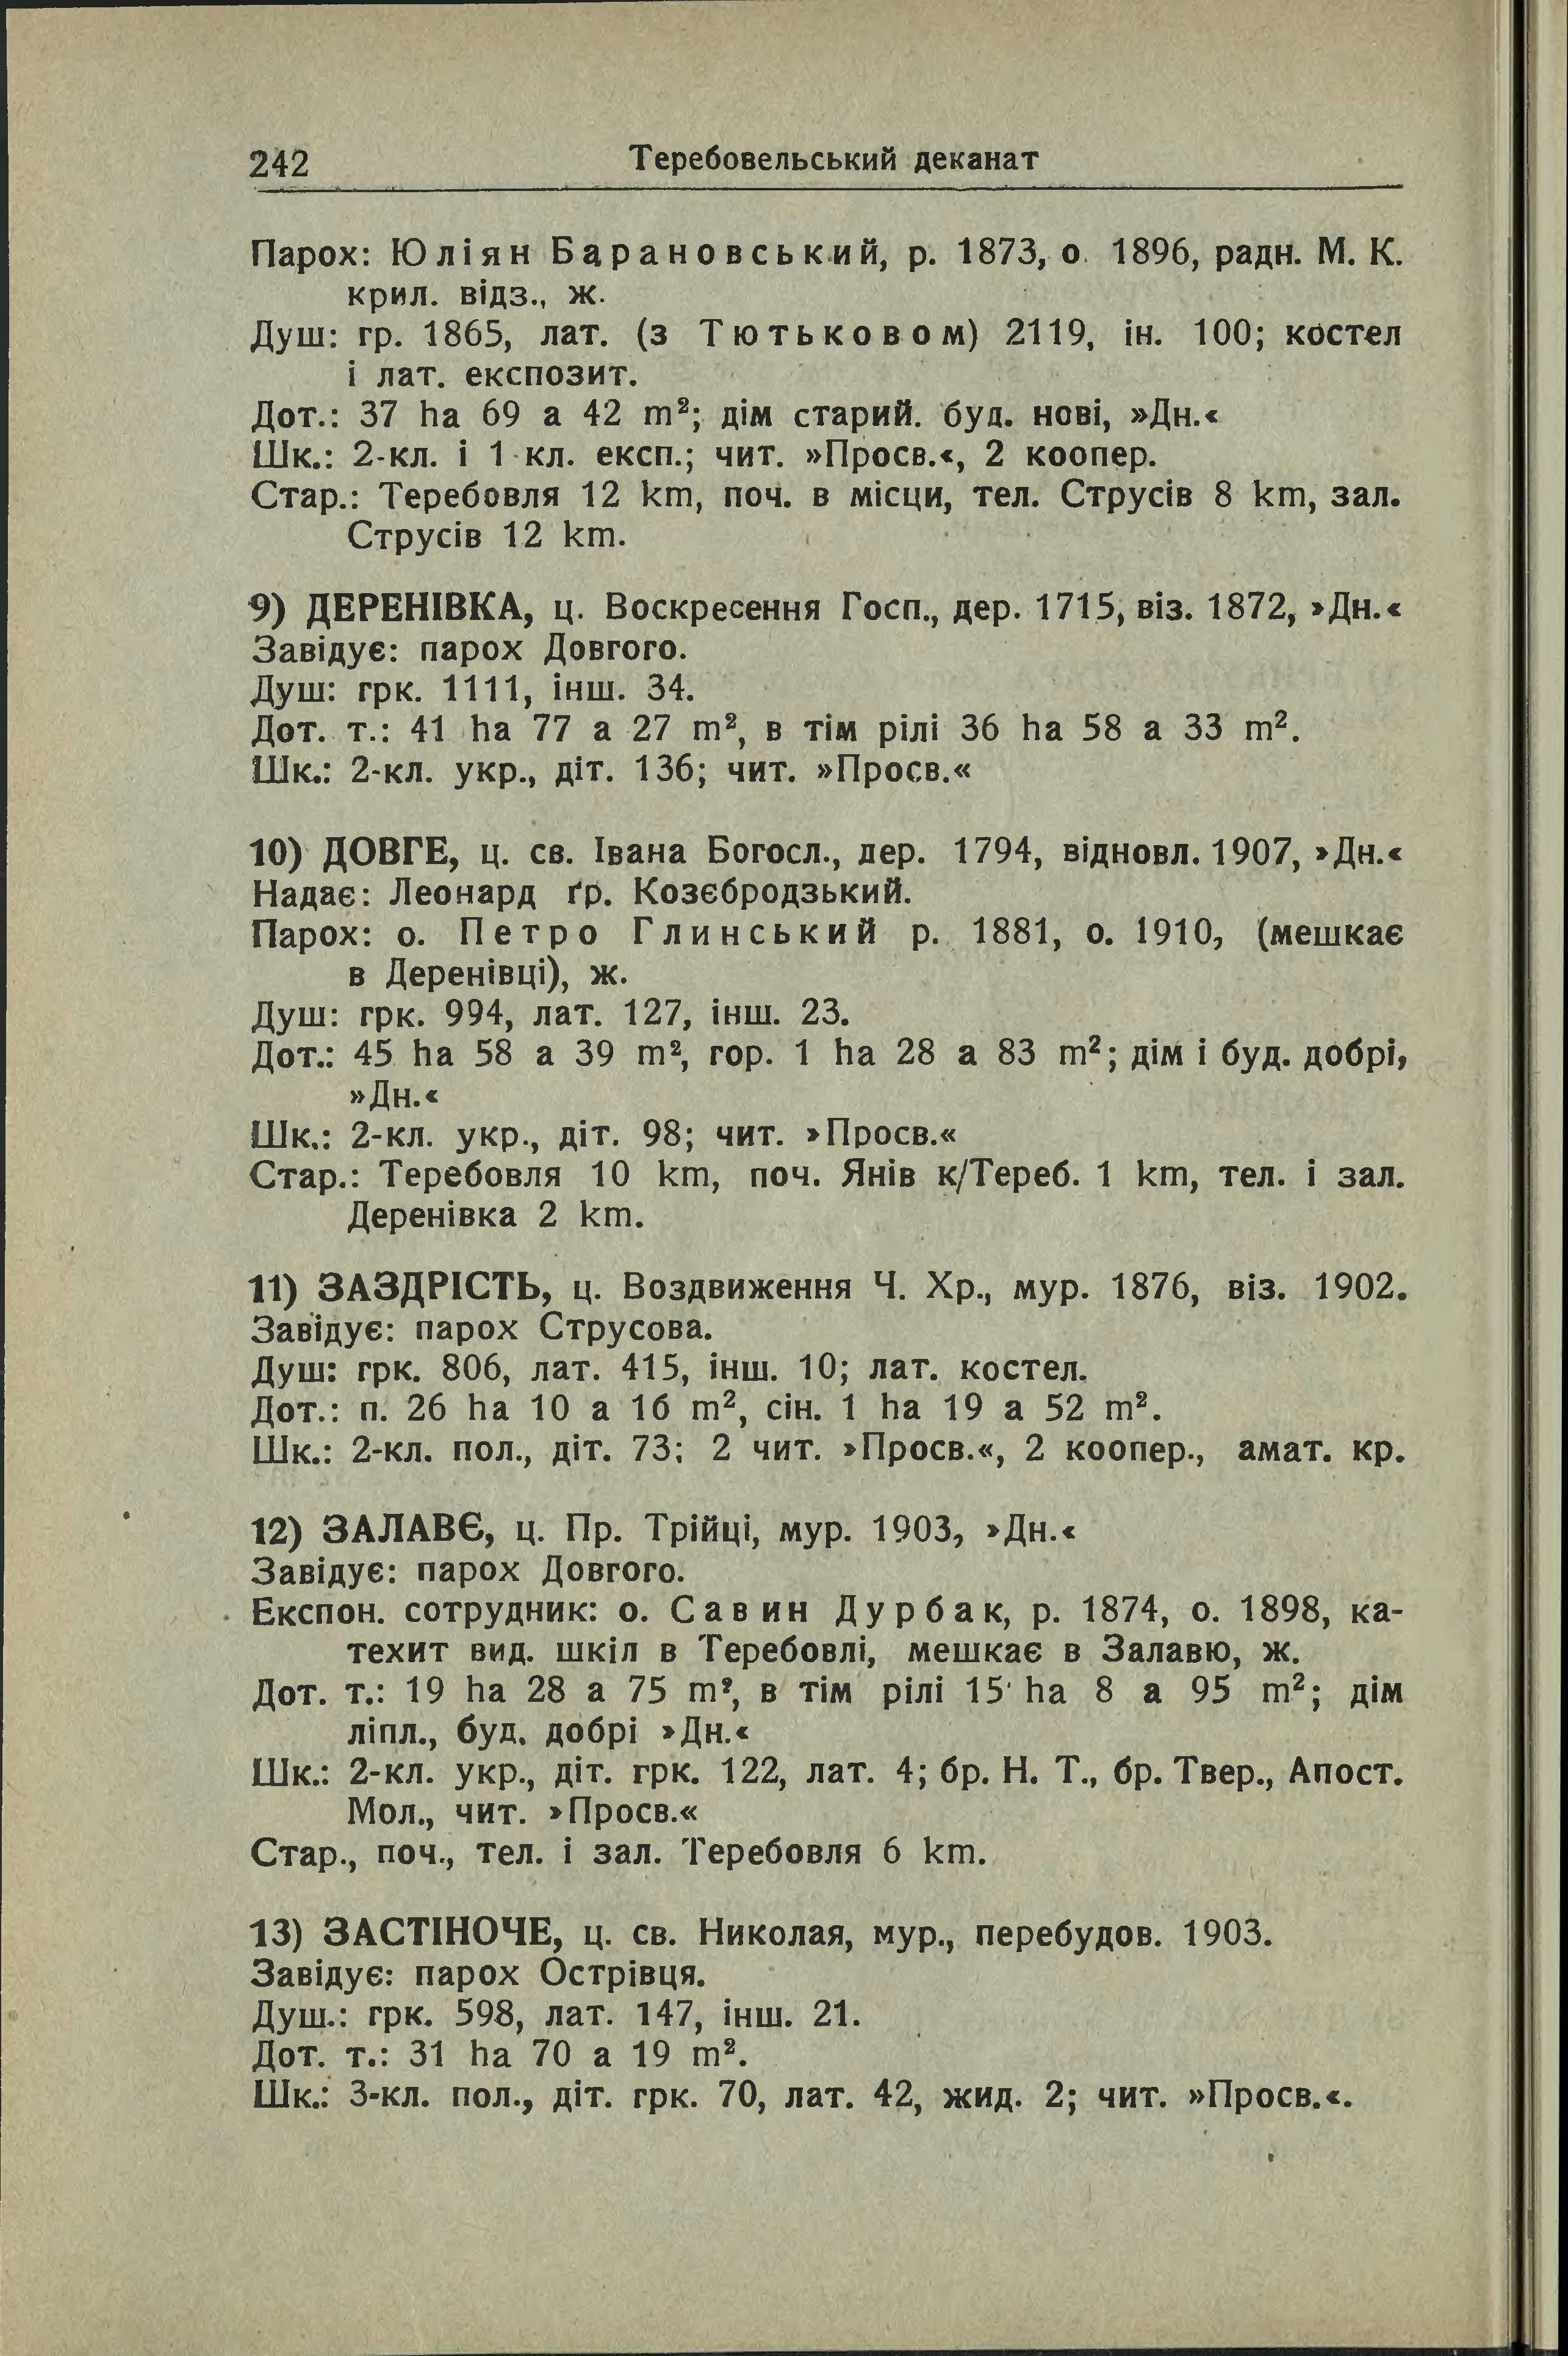 242 Теребовельський деканат
Парох: Юліян Барановський, р. 1873, о. 1896, радн. М. К.
крил. відз., ж.
Душ: гр. 1865, лат. (з Тютьковом) 2119, ін. 100; костел
і лат. експозит.
Дот.: 37 ha 69 a 42 m²; дім старий. буд. нові, »Дн.«
Шк.: 2-кл. і 1 кл. експ.; чит. »Просв.«, 2 коопер.
Стар.: Теребовля 12 km, поч. в місци, тел. Струсів 8 km, зал.
Струсів 12 km.
9) ДЕРЕНІВКА, ц. Воскресення Госп., дер. 1715, віз. 1872, »Дн.«
Завідує: парох Довгого.
Душ: грк. 1111, інш. 34.
Дот. т.: 41 ha 77 a 27 m², в тім рілі 36 ha 58 a 33 m².
Шк.: 2-кл. укр., діт. 136; чит. »Просв.«
10) ДОВГЕ, ц. св. Івана Богосл., дер. 1794, відновл. 1907, »Дн.«
Надає: Леонард ґр. Козєбродзький.
Парох: о. Петро Глинський р. 1881, о. 1910, (мешкає
в Деренівці), ж.
Душ: грк. 994, лат. 127, інш. 23.
Дот.: 45 ha 58 a 39 m², гор. 1 ha 28 a 83 m²; дім і буд. добрі,
»Дн.«
Шк.: 2-кл. укр., діт. 98; чит. »Просв.«
Стар.: Теребовля 10 km, поч. Янів к/Тереб. 1 km, тел. і зал.
Деренівка 2 km.
11) ЗАЗДРІСТЬ, ц. Воздвиження Ч. Хр., мур. 1876, віз. 1902.
Завідує: парох Струсова.
Душ: грк. 806, лат. 415, інш. 10; лат. костел.
Дот.: п. 26 ha 10 a 16 m², сін. 1 ha 19 a 52 m².
Шк.: 2-кл. пол., діт. 73; 2 чит. »Просв.«, 2 коопер., амат. кр.
12) ЗАЛАВЄ, ц. Пр. Трійці, мур. 1903, »Дн.«
Завідує: парох Довгого.
Експон. сотрудник: о. Савин Дурбак, р. 1874, о. 1898, ка-
техит вид. шкіл в Теребовлі, мешкає в Залавю, ж.
Дот. т.: 19 ha 28 a 75 m², в тім рілі 15 ha 8 a 95 m²; дім
ліпл., буд. добрі »Дн.«
Шк.: 2-кл. укр., діт. грк. 122, лат. 4; бр. Н. Т., бр. Твер., Апост.
Мол., чит. »Просв.«
Стар., поч., тел. і зал. Теребовля 6 km.
13) ЗАСТІНОЧЕ, ц. св. Николая, мур., перебудов. 1903.
Завідує: парох Острівця.
Душ.: грк. 598, лат. 147, інш. 21.
Дот. т.: 31 ha 70 a 19 m².
Шк.: 3-кл. пол., діт. грк. 70, лат. 42, жид. 2; чит. »Просв.«.